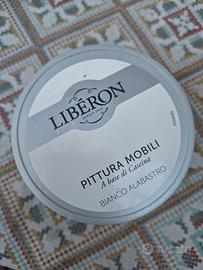 LIBERON
PITTURA MOBILI
A base di Caseina
BIANCO ALABASTRO